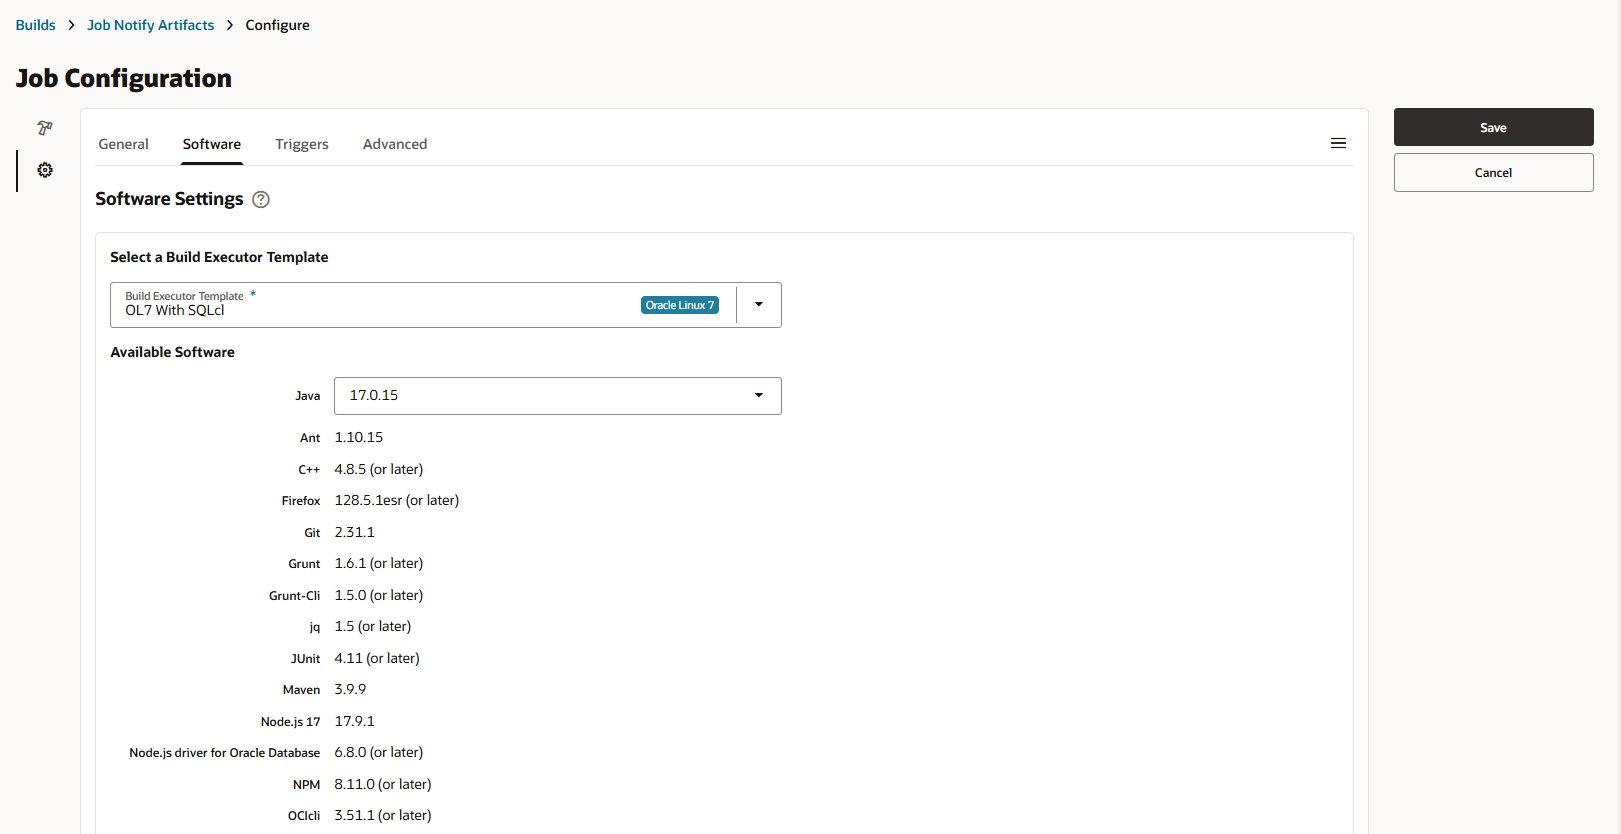 Builds > Job Notify Artifacts > Configure
Job Configuration
General Software Triggers Advanced
Save
Cancel
Software Settings ?
Select a Build Executor Template
Build Executor Template *
OL7 With SQLcl
Oracle Linux 7
Available Software
Java 17.0.15
Ant 1.10.15
C++ 4.8.5 (or later)
Firefox 128.5.1esr (or later)
Git 2.31.1
Grunt 1.6.1 (or later)
Grunt-Cli 1.5.0 (or later)
jq 1.5 (or later)
JUnit 4.11 (or later)
Maven 3.9.9
Node.js 17 17.9.1
Node.js driver for Oracle Database 6.8.0 (or later)
NPM 8.11.0 (or later)
OCIcli 3.51.1 (or later)